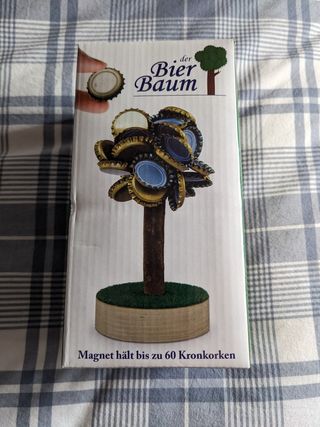 der
Bier
Baum
Magnet hält bis zu 60 Kronkorken